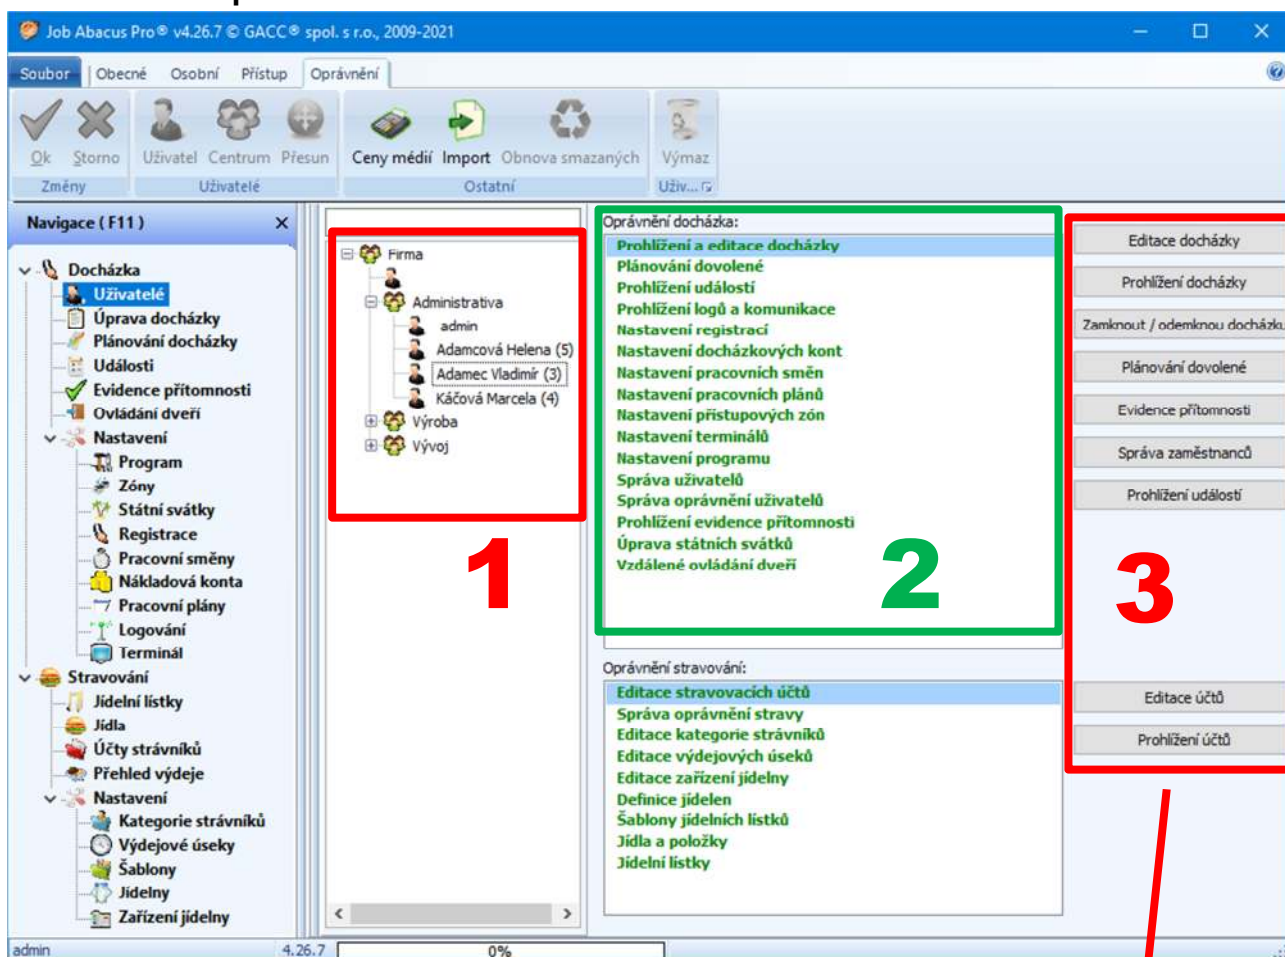 Job Abacus Pro® v4.26.7 © GACC® spol. s r.o., 2009-2021
Soubor Obecné Osobní Přístup Oprávnění
Ok Storno Uživatel Centrum Přesun Ceny médií Import Obnova smazaných Výmaz
Změny Uživatelé Ostatní Uživ...
Navigace ( F11 )
Docházka
Uživatelé
Úprava docházky
Plánování docházky
Události
Evidence přítomnosti
Ovládání dveří
Nastavení
Program
Zóny
Státní svátky
Registrace
Pracovní směny
Nákladová konta
Pracovní plány
Logování
Terminál
Stravování
Jídelní lístky
Jídla
Účty strávníků
Přehled výdeje
Nastavení
Kategorie strávníků
Výdejové úseky
Šablony
Jídelny
Zařízení jídelny
Firma
Administrativa
admin
Adamcová Helena (5)
Adamec Vladimír (3)
Káčová Marcela (4)
Výroba
Vývoj
1
Oprávnění docházka:
Prohlížení a editace docházky
Plánování dovolené
Prohlížení událostí
Prohlížení logů a komunikace
Nastavení registrací
Nastavení docházkových kont
Nastavení pracovních směn
Nastavení pracovních plánů
Nastavení přístupových zón
Nastavení terminálů
Nastavení programu
Správa uživatelů
Správa oprávnění uživatelů
Prohlížení evidence přítomnosti
Úprava státních svátků
Vzdálené ovládání dveří
2
Oprávnění stravování:
Editace stravovacích účtů
Správa oprávnění stravy
Editace kategorie strávníků
Editace výdejových úseků
Editace zařízení jídelny
Definice jídelen
Šablony jídelních lístků
Jídla a položky
Jídelní lístky
Editace docházky
Prohlížení docházky
Zamknout / odemknou docházku
Plánování dovolené
Evidence přítomnosti
Správa zaměstnanců
Prohlížení událostí
3
Editace účtů
Prohlížení účtů
admin 4.26.7 0%